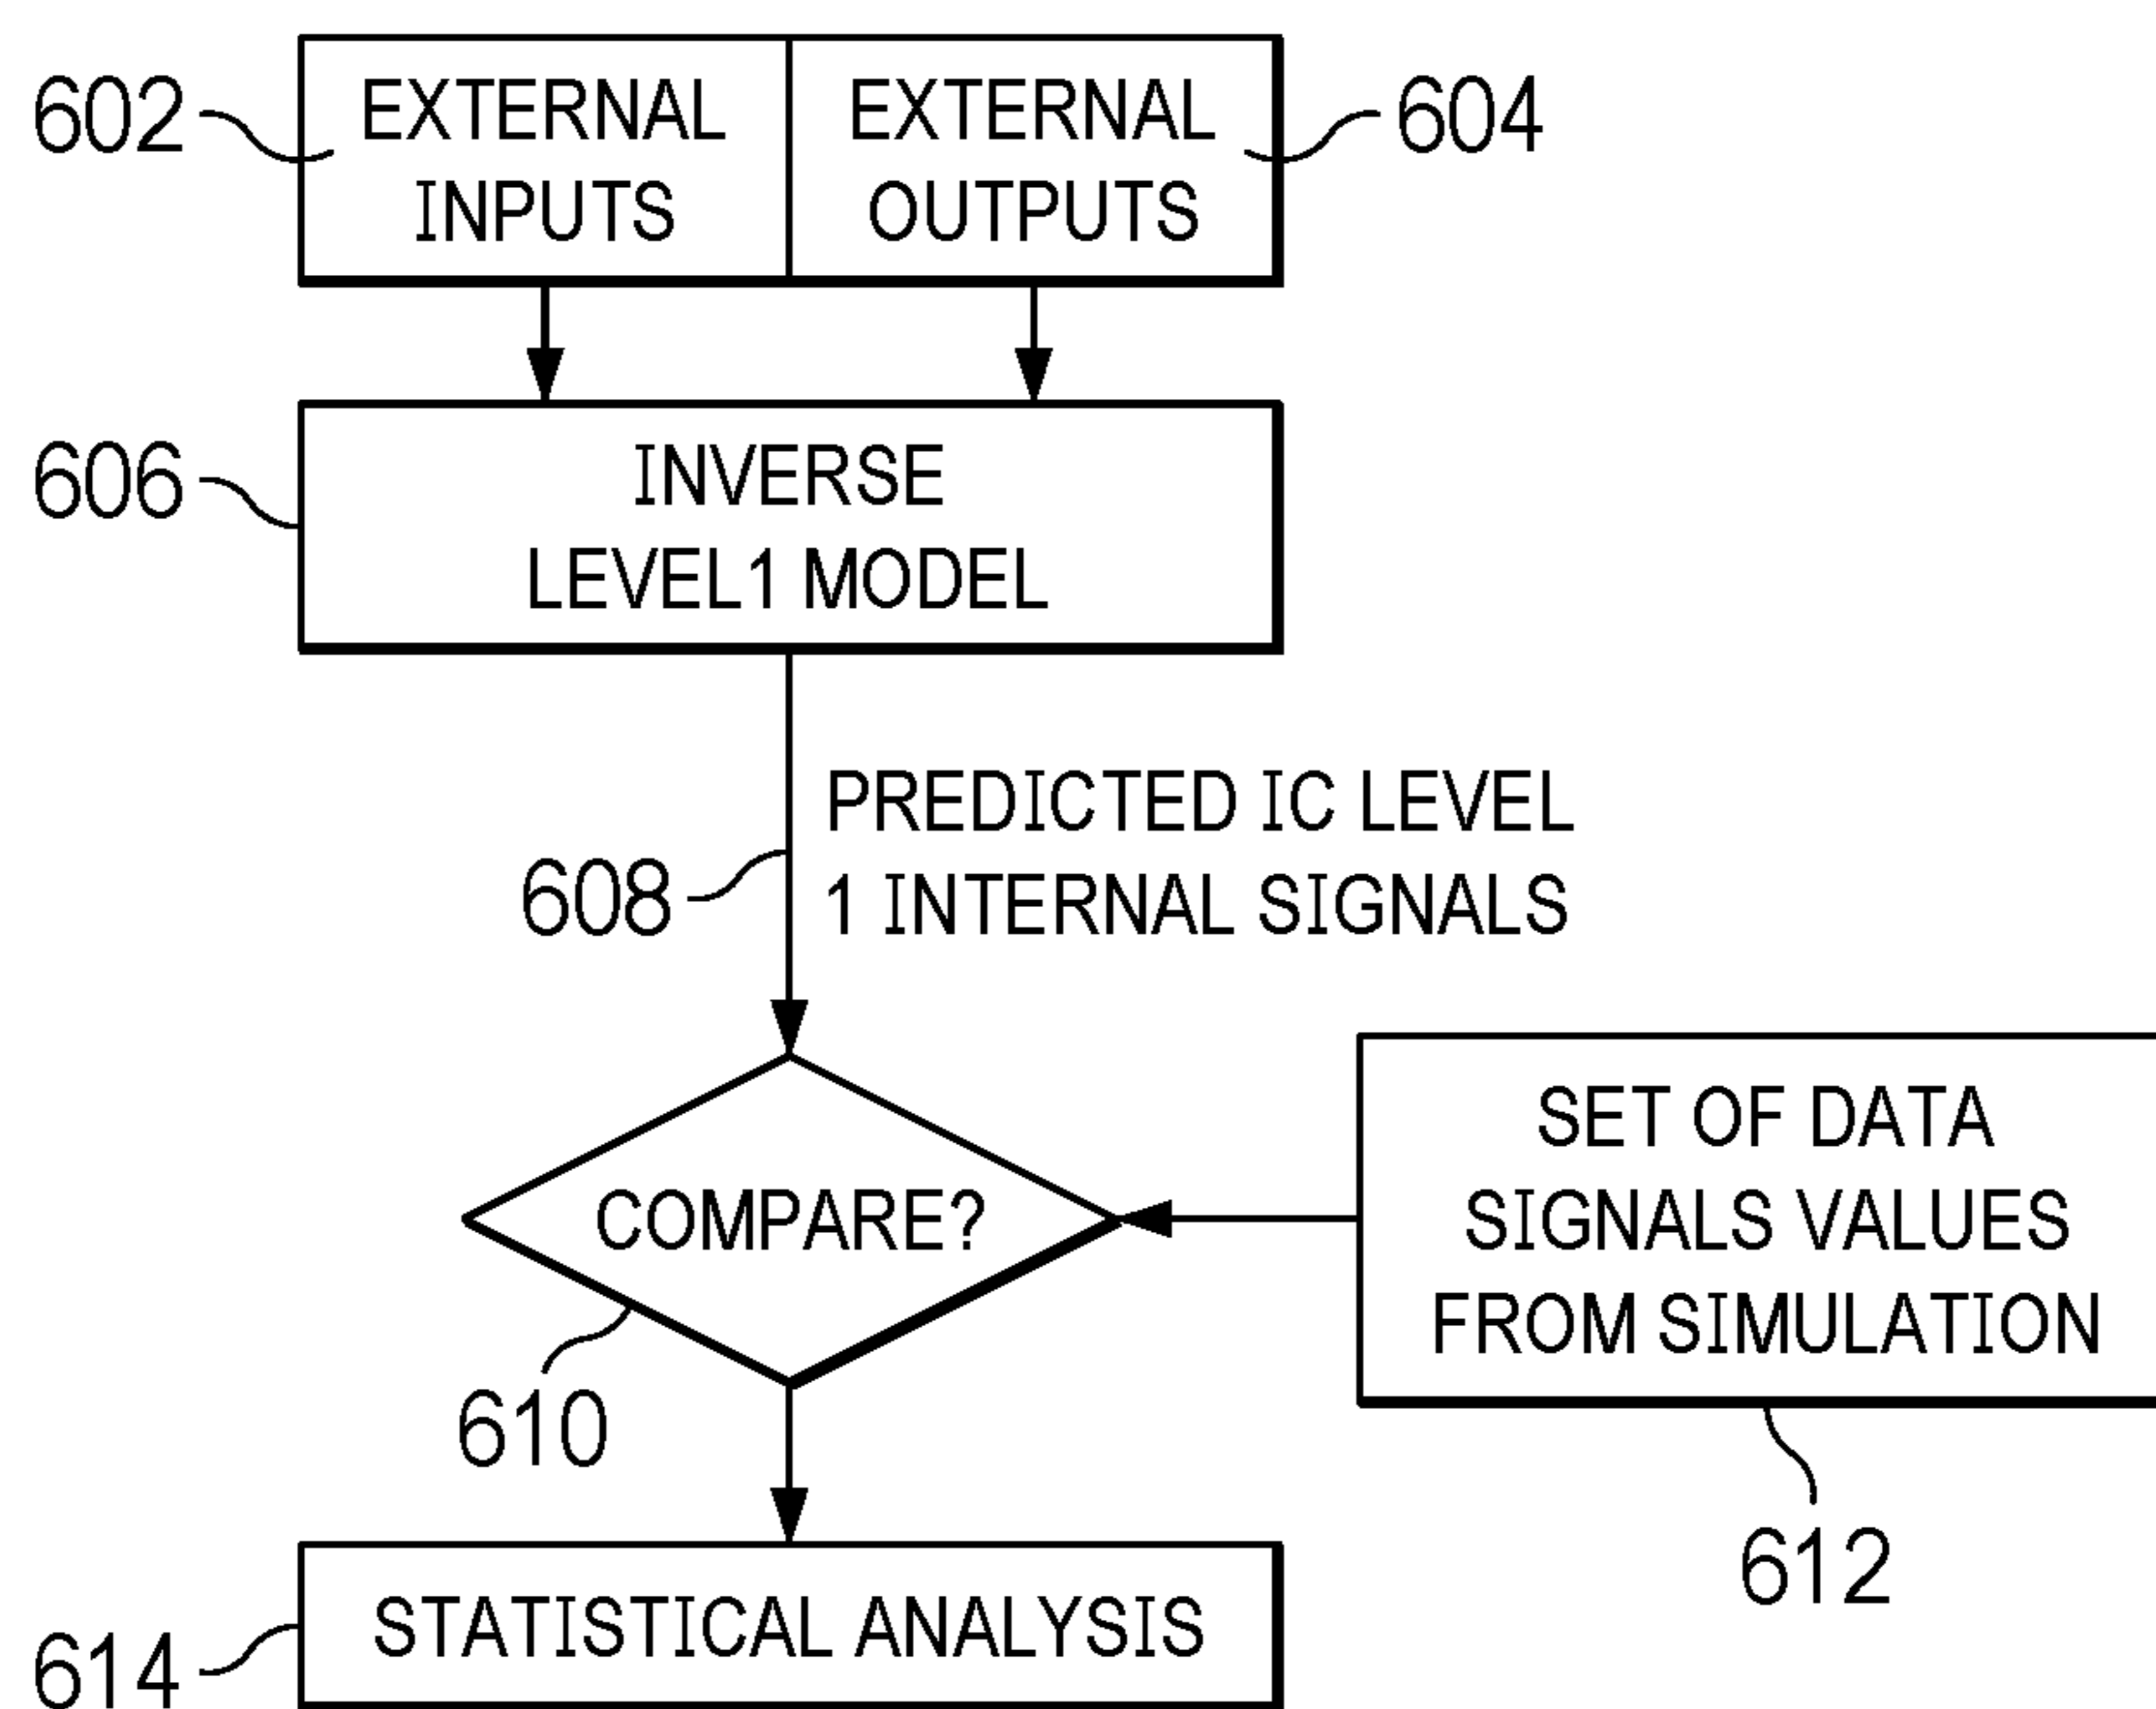 602
EXTERNAL
INPUTS
EXTERNAL
OUTPUTS
604
606
INVERSE
LEVEL1 MODEL
608
PREDICTED IC LEVEL
1 INTERNAL SIGNALS
COMPARE?
610
SET OF DATA
SIGNALS VALUES
FROM SIMULATION
612
614
STATISTICAL ANALYSIS